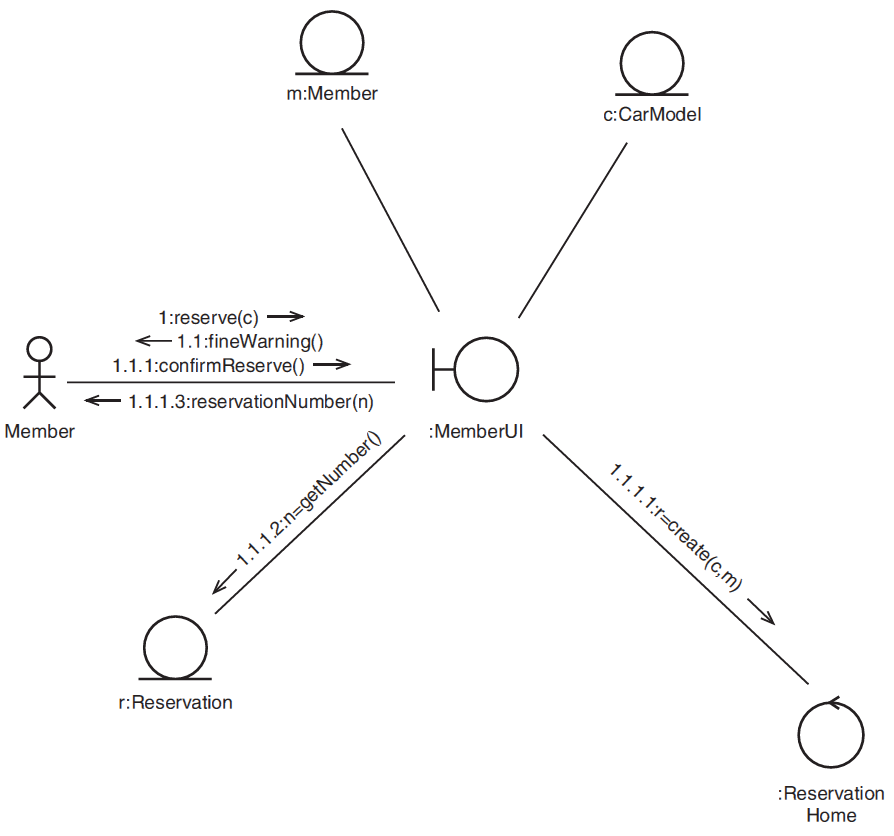 m:Member
c:CarModel
1:reserve(c)
1.1:fineWarning()
1.1.1:confirmReserve()
1.1.1.3:reservationNumber(n)
Member
:MemberUI
1.1.1.2:n=getNumber()
1.1.1.1:r=create(c,m)
r:Reservation
:Reservation
Home